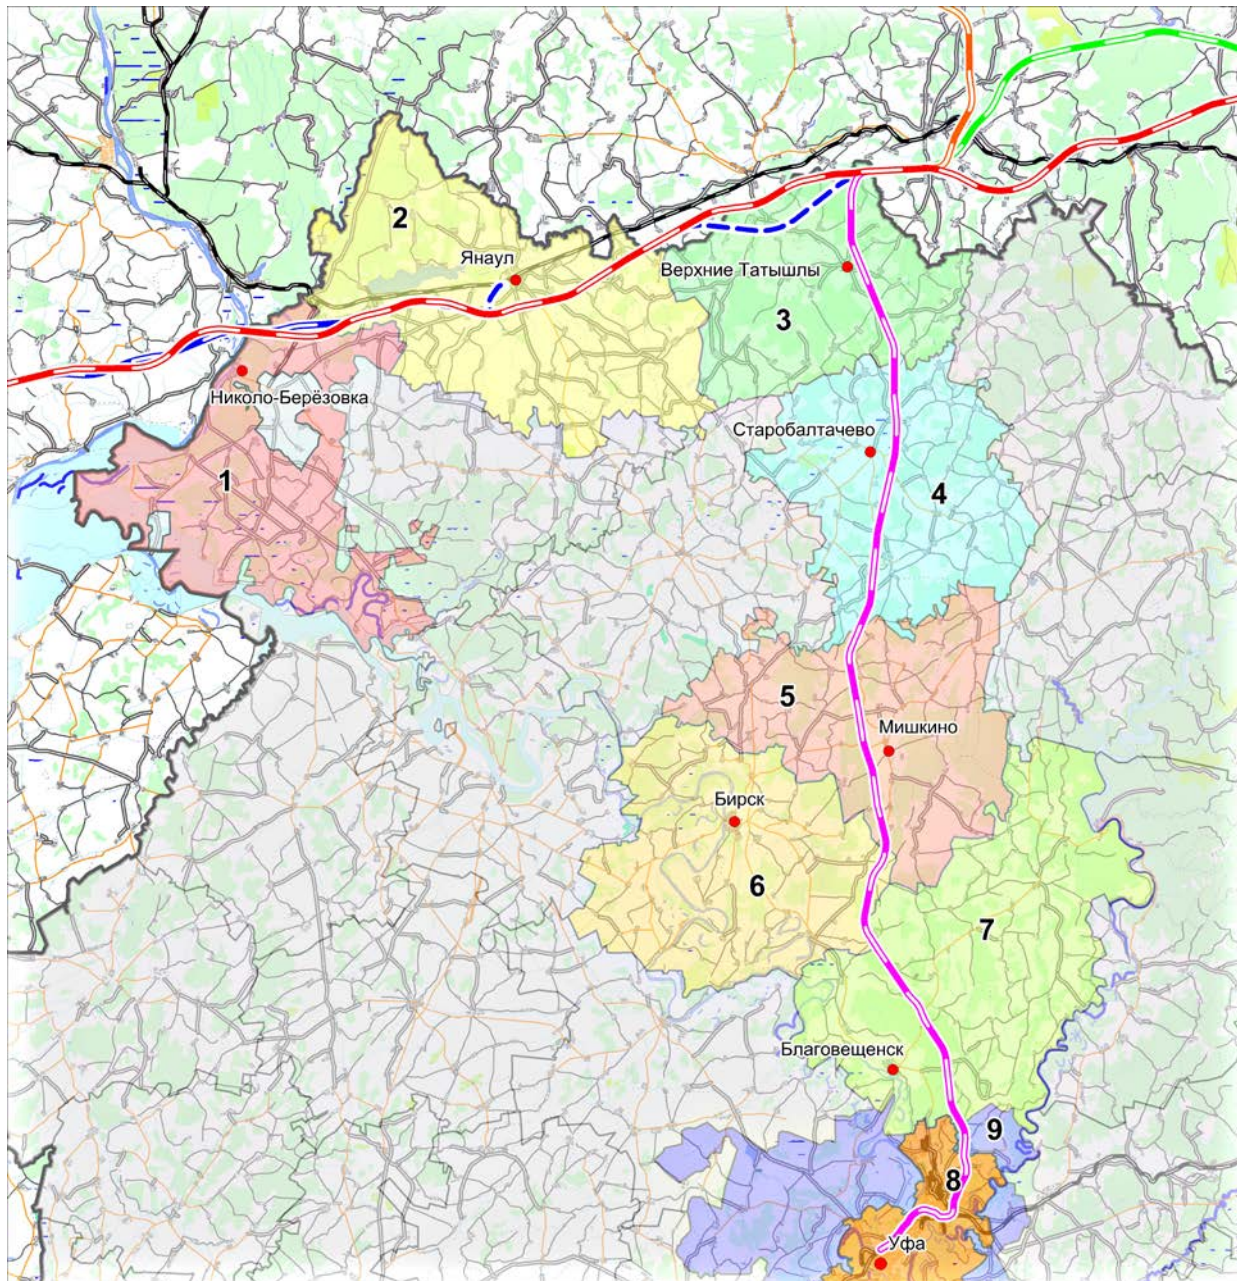 2
Янаул
Верхние Татышлы
3
Николо-Берёзовка
Старобалтачево
1
4
5
Мишкино
Бирск
6
7
Благовещенск
9
8
Уфа